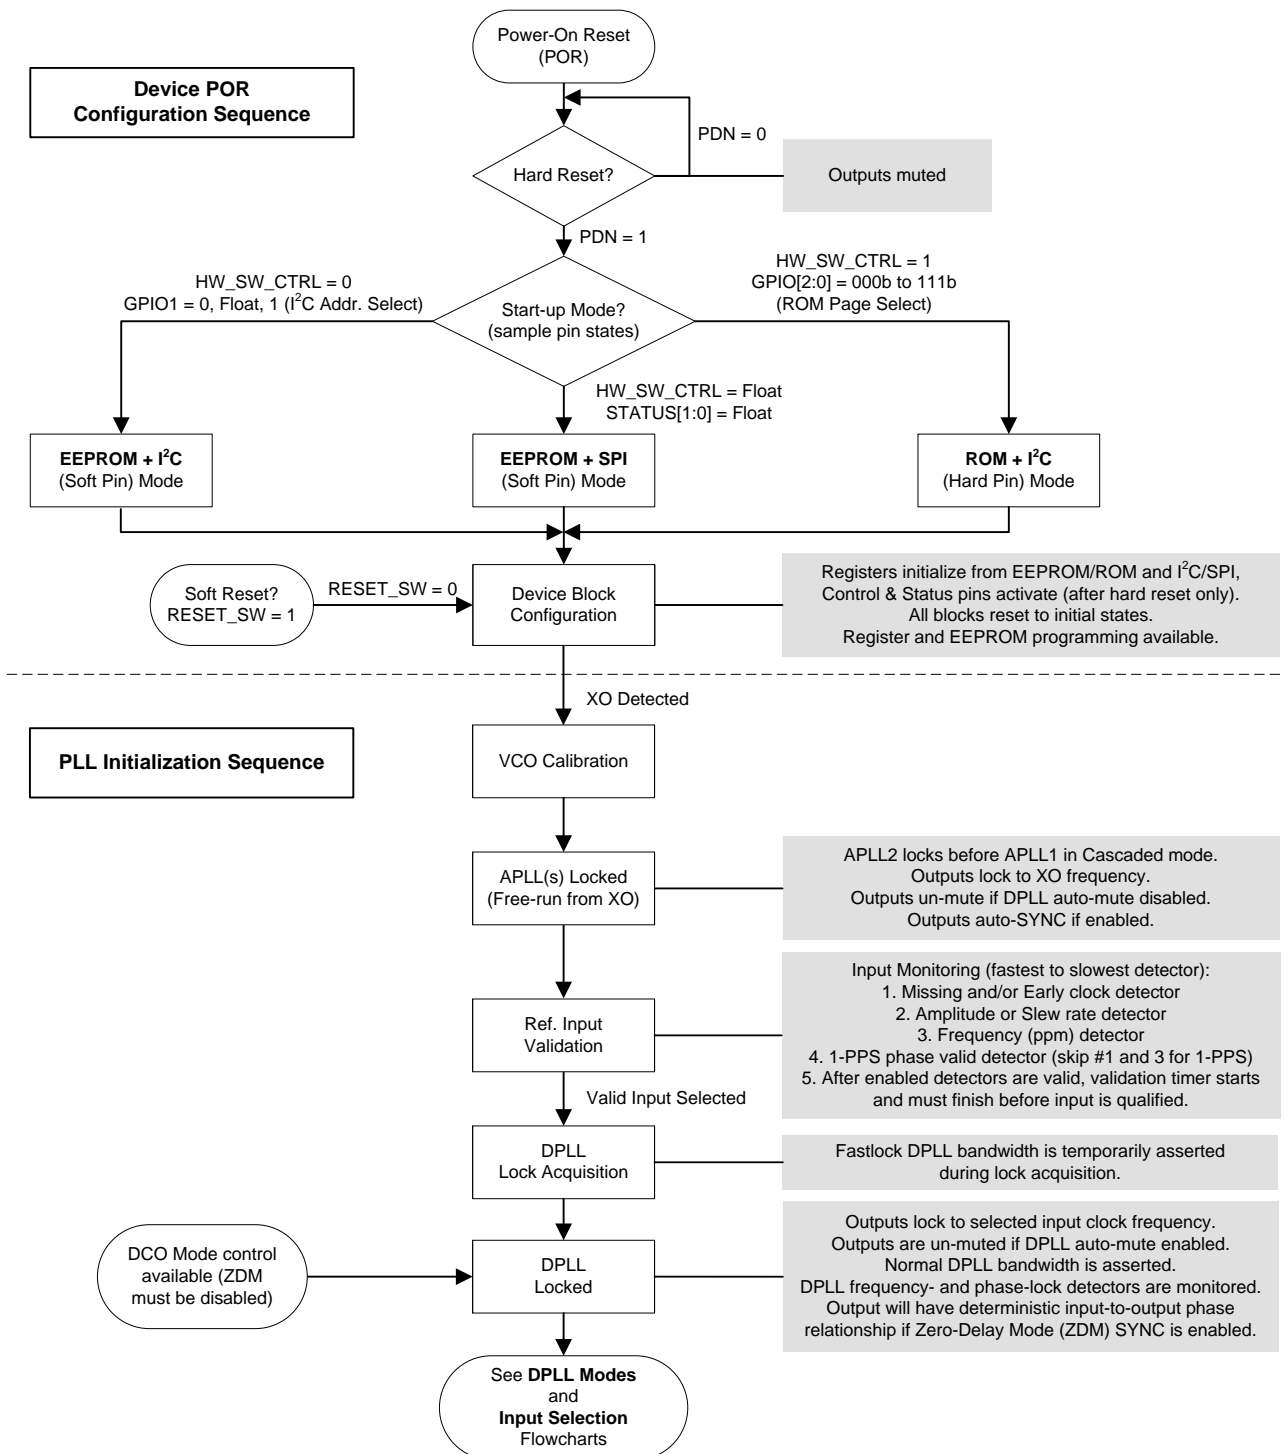 Power-On Reset
(POR)
Device POR
Configuration Sequence
PDN = 0
Hard Reset?
Outputs muted
PDN = 1
HW_SW_CTRL = 0
GPIO1 = 0, Float, 1 (I²C Addr. Select)
HW_SW_CTRL = 1
GPIO[2:0] = 000b to 111b
(ROM Page Select)
Start-up Mode?
(sample pin states)
HW_SW_CTRL = Float
STATUS[1:0] = Float
EEPROM + I²C
(Soft Pin) Mode
EEPROM + SPI
(Soft Pin) Mode
ROM + I²C
(Hard Pin) Mode
Soft Reset?
RESET_SW = 1
RESET_SW = 0
Device Block
Configuration
Registers initialize from EEPROM/ROM and I²C/SPI,
Control & Status pins activate (after hard reset only).
All blocks reset to initial states.
Register and EEPROM programming available.
XO Detected
PLL Initialization Sequence
VCO Calibration
APLL(s) Locked
(Free-run from XO)
APLL2 locks before APLL1 in Cascaded mode.
Outputs lock to XO frequency.
Outputs un-mute if DPLL auto-mute disabled.
Outputs auto-SYNC if enabled.
Ref. Input
Validation
Input Monitoring (fastest to slowest detector):
1. Missing and/or Early clock detector
2. Amplitude or Slew rate detector
3. Frequency (ppm) detector
4. 1-PPS phase valid detector (skip #1 and 3 for 1-PPS)
5. After enabled detectors are valid, validation timer starts
and must finish before input is qualified.
Valid Input Selected
DPLL
Lock Acquisition
Fastlock DPLL bandwidth is temporarily asserted
during lock acquisition.
DCO Mode control
available (ZDM
must be disabled)
DPLL
Locked
Outputs lock to selected input clock frequency.
Outputs are un-muted if DPLL auto-mute enabled.
Normal DPLL bandwidth is asserted.
DPLL frequency- and phase-lock detectors are monitored.
Output will have deterministic input-to-output phase
relationship if Zero-Delay Mode (ZDM) SYNC is enabled.
See DPLL Modes
and
Input Selection
Flowcharts